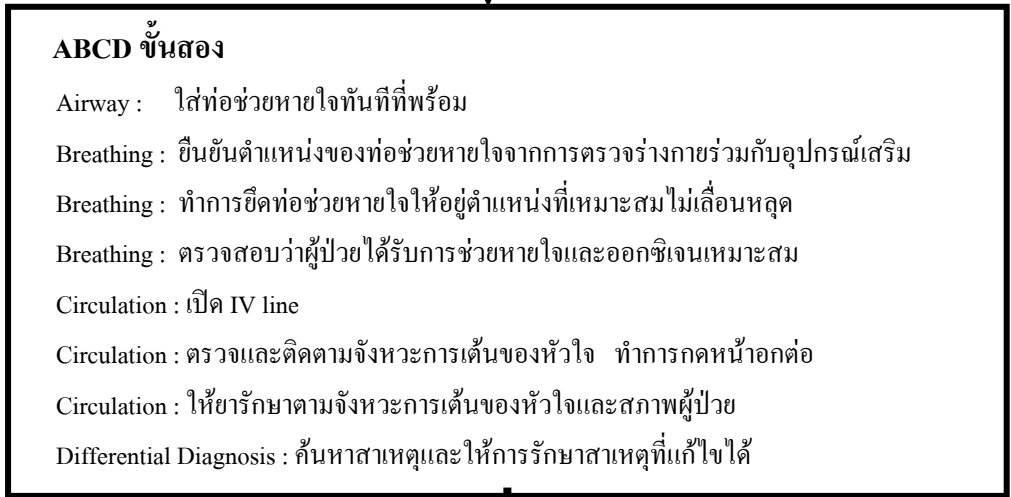 ABCD ขั้นสอง
Airway : ใส่ท่อช่วยหายใจทันทีที่พร้อม
Breathing : ยืนยันตำแหน่งของท่อช่วยหายใจจากการตรวจร่างกายร่วมกับอุปกรณ์เสริม
Breathing : ทำการยึดท่อช่วยหายใจให้อยู่ตำแหน่งที่เหมาะสมไม่เลื่อนหลุด
Breathing : ตรวจสอบว่าผู้ป่วยได้รับการช่วยหายใจและออกซิเจนเหมาะสม
Circulation : เปิด IV line
Circulation : ตรวจและติดตามจังหวะการเต้นของหัวใจ ทำการกดหน้าอกต่อ
Circulation : ให้ยารักษาตามจังหวะการเต้นของหัวใจและสภาพผู้ป่วย
Differential Diagnosis : ค้นหาสาเหตุและให้การรักษาสาเหตุที่แก้ไขได้